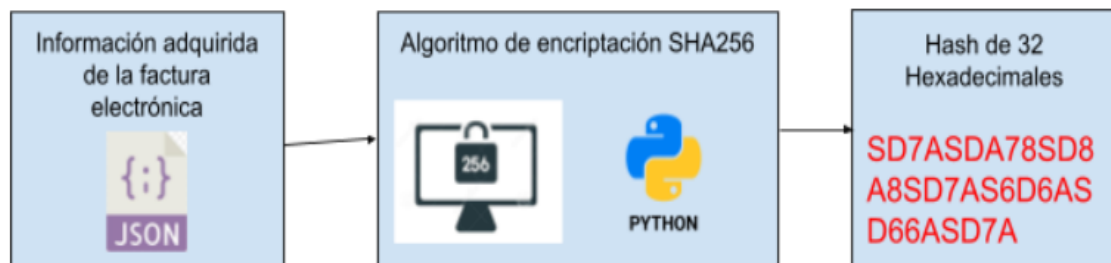 Información adquirida
de la factura
electrónica
{;}
JSON
Algoritmo de encriptación SHA256
256
PYTHON
Hash de 32
Hexadecimales
SD7ASDA78SD8
A8SD7AS6D6AS
D66ASD7A